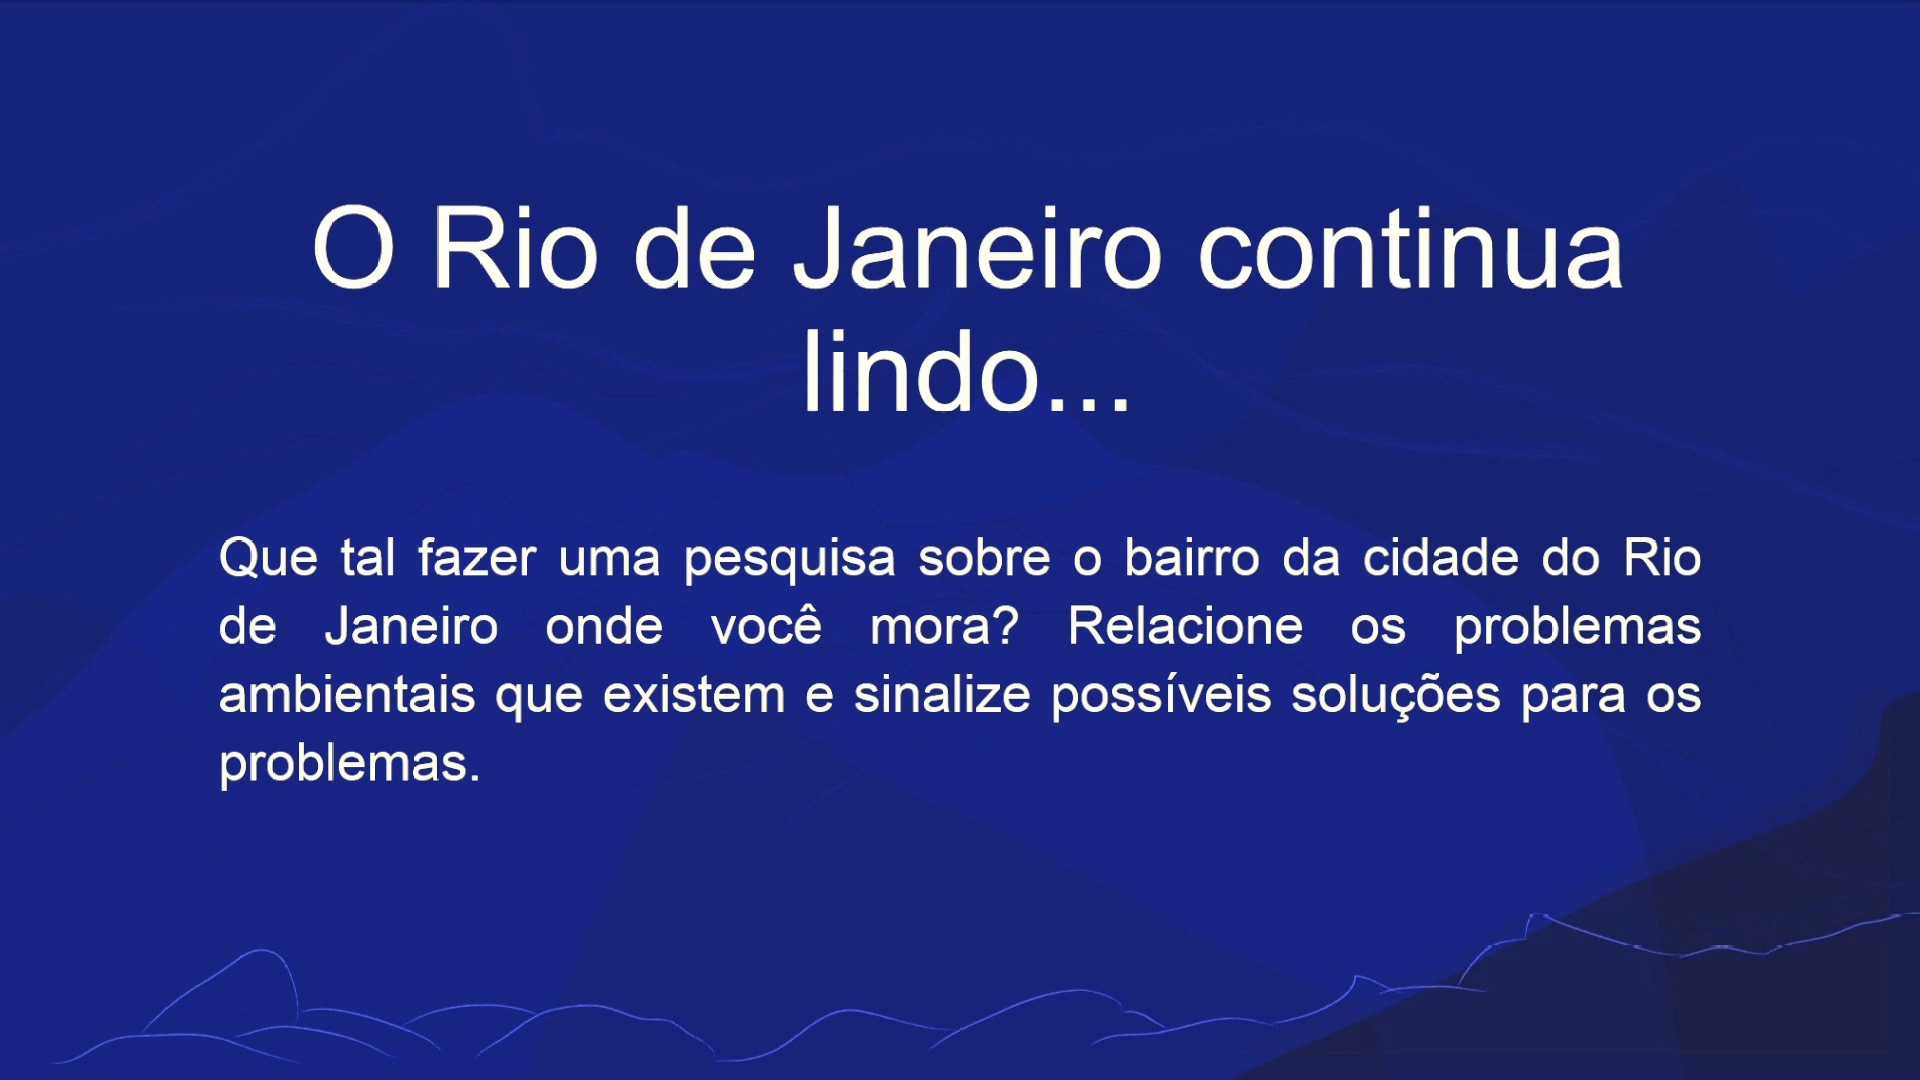 O Rio de Janeiro continua
lindo...
Que tal fazer uma pesquisa sobre o bairro da cidade do Rio
de Janeiro onde você mora? Relacione os problemas
ambientais que existem e sinalize possíveis soluções para os
problemas.